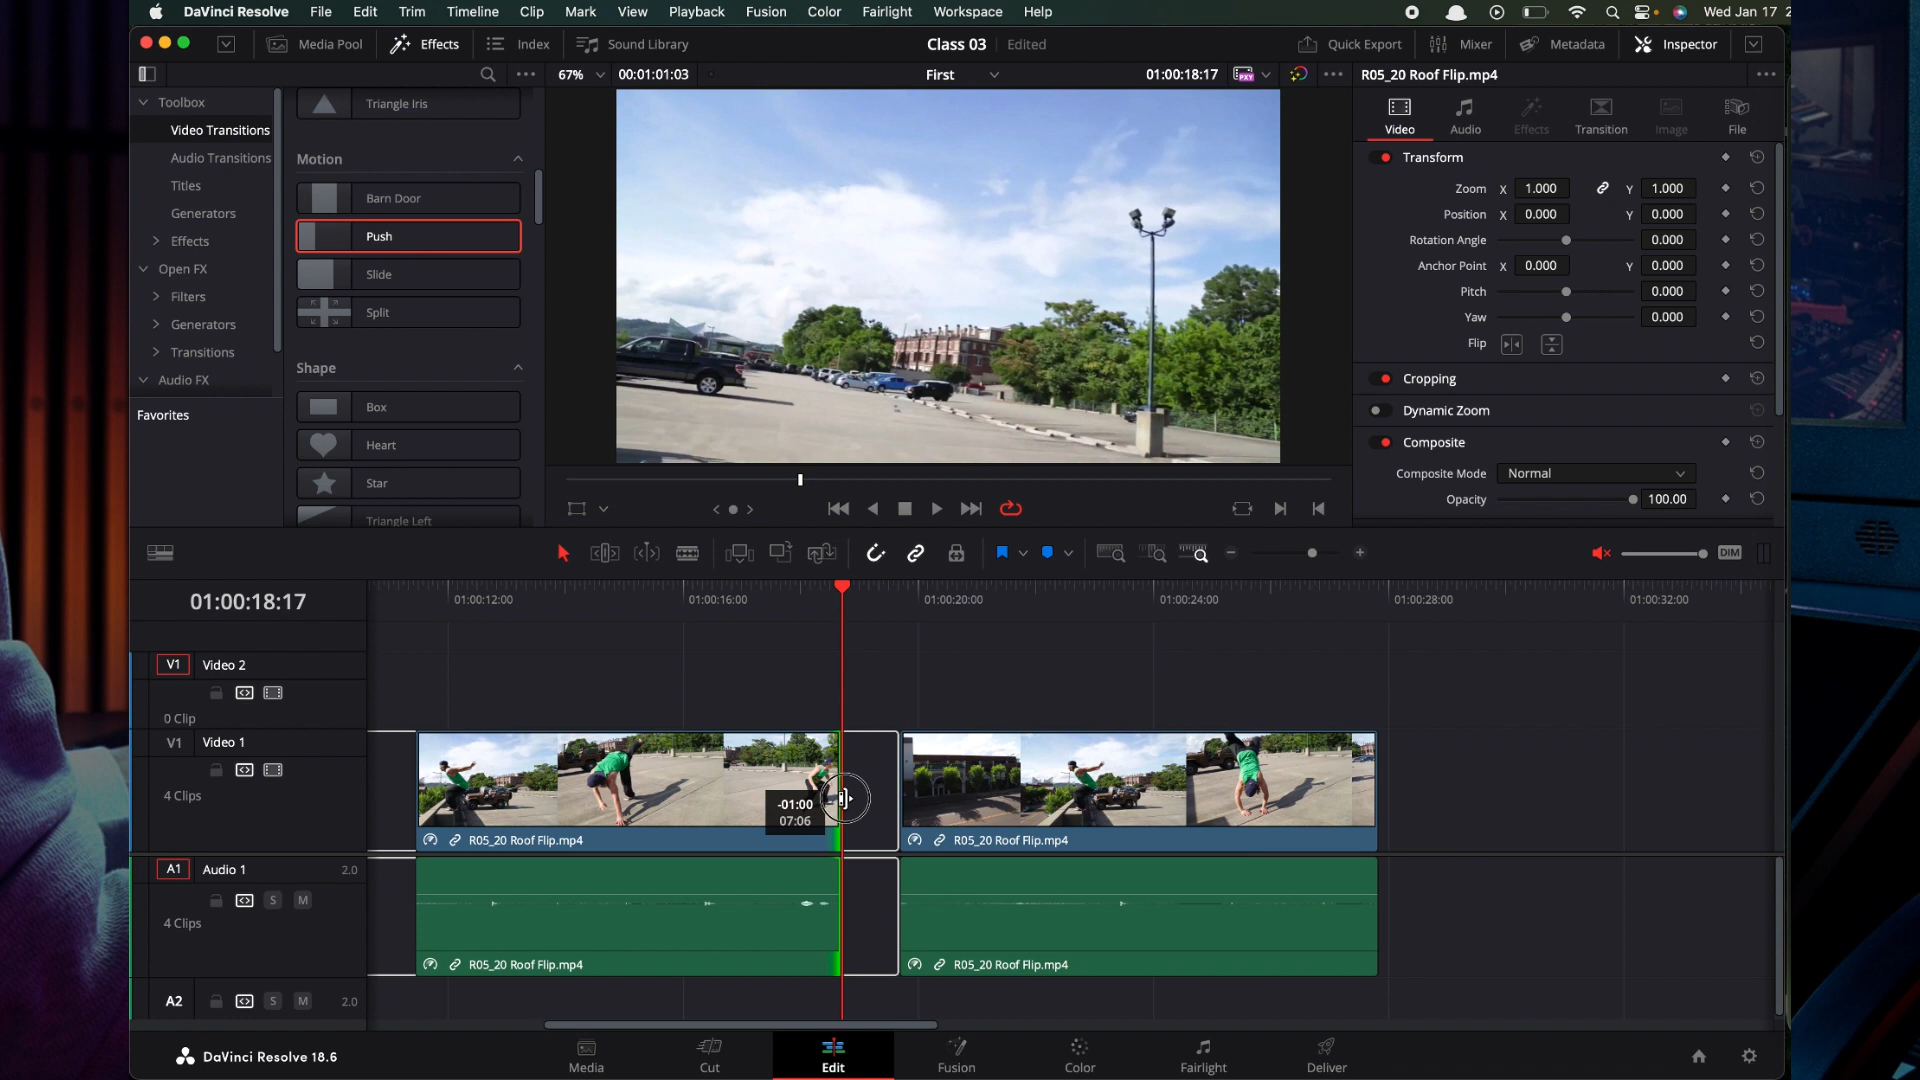 DaVinci Resolve File Edit Trim Timeline Clip Mark View Playback Fusion Color Fairlight Workspace Help Wed Jan 17
Media Pool Effects Index Sound Library Class 03 Edited Quick Export Mixer Metadata Inspector
67% 00:01:01:03 First 01:00:18:17 PXY R05_20 Roof Flip.mp4
Toolbox
Video Transitions
Audio Transitions
Titles
Generators
Effects
Open FX
Filters
Generators
Transitions
Audio FX
Favorites
Triangle Iris
Motion
Barn Door
Push
Slide
Split
Shape
Box
Heart
Star
Triangle Left
Video Audio Effects Transition Image File
Transform
Zoom X 1.000 Y 1.000
Position X 0.000 Y 0.000
Rotation Angle 0.000
Anchor Point X 0.000 Y 0.000
Pitch 0.000
Yaw 0.000
Flip
Cropping
Dynamic Zoom
Composite
Composite Mode Normal
Opacity 100.00
DIM
01:00:18:17 01:00:12:00 01:00:16:00 01:00:20:00 01:00:24:00 01:00:28:00 01:00:32:00
V1 Video 2
0 Clip
V1 Video 1
4 Clips
-01:00
07:06
R05_20 Roof Flip.mp4 R05_20 Roof Flip.mp4
A1 Audio 1 2.0
S M
4 Clips
R05_20 Roof Flip.mp4 R05_20 Roof Flip.mp4
A2 S M 2.0
DaVinci Resolve 18.6 Media Cut Edit Fusion Color Fairlight Deliver